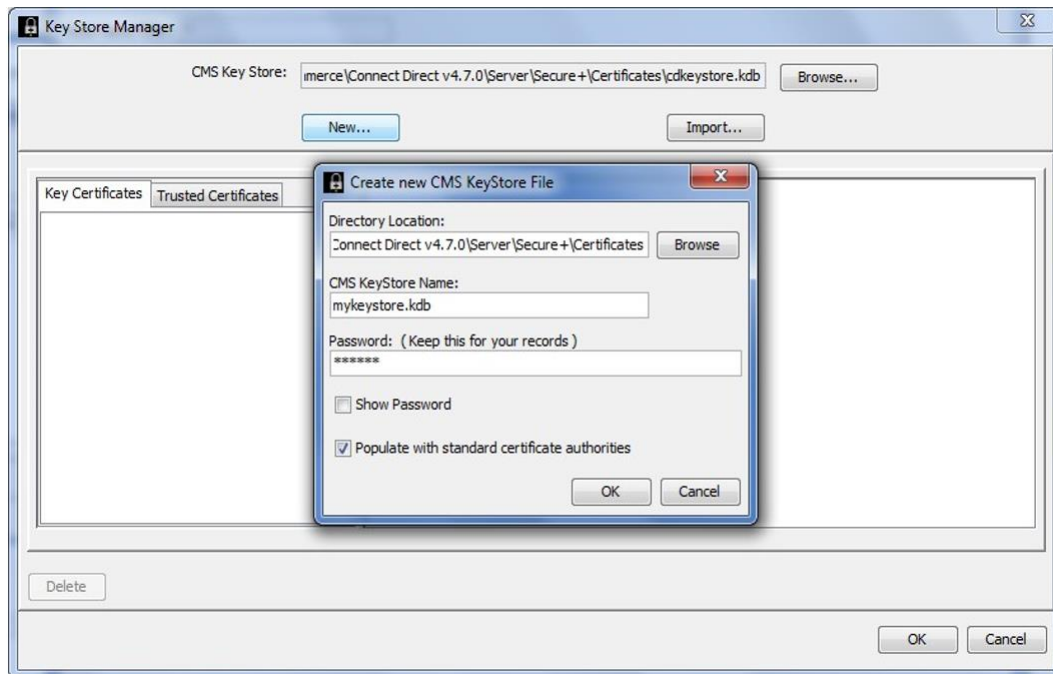 Key Store Manager
CMS Key Store: merce\Connect Direct v4.7.0\Server\Secure+\Certificates\cdkeystore.kdb Browse...
New... Import...
Key Certificates Trusted Certificates
Create new CMS KeyStore File
Directory Location:
Connect Direct v4.7.0\Server\Secure+\Certificates Browse
CMS KeyStore Name:
mykeystore.kdb
Password: (Keep this for your records)
******
Show Password
Populate with standard certificate authorities
OK Cancel
Delete
OK Cancel